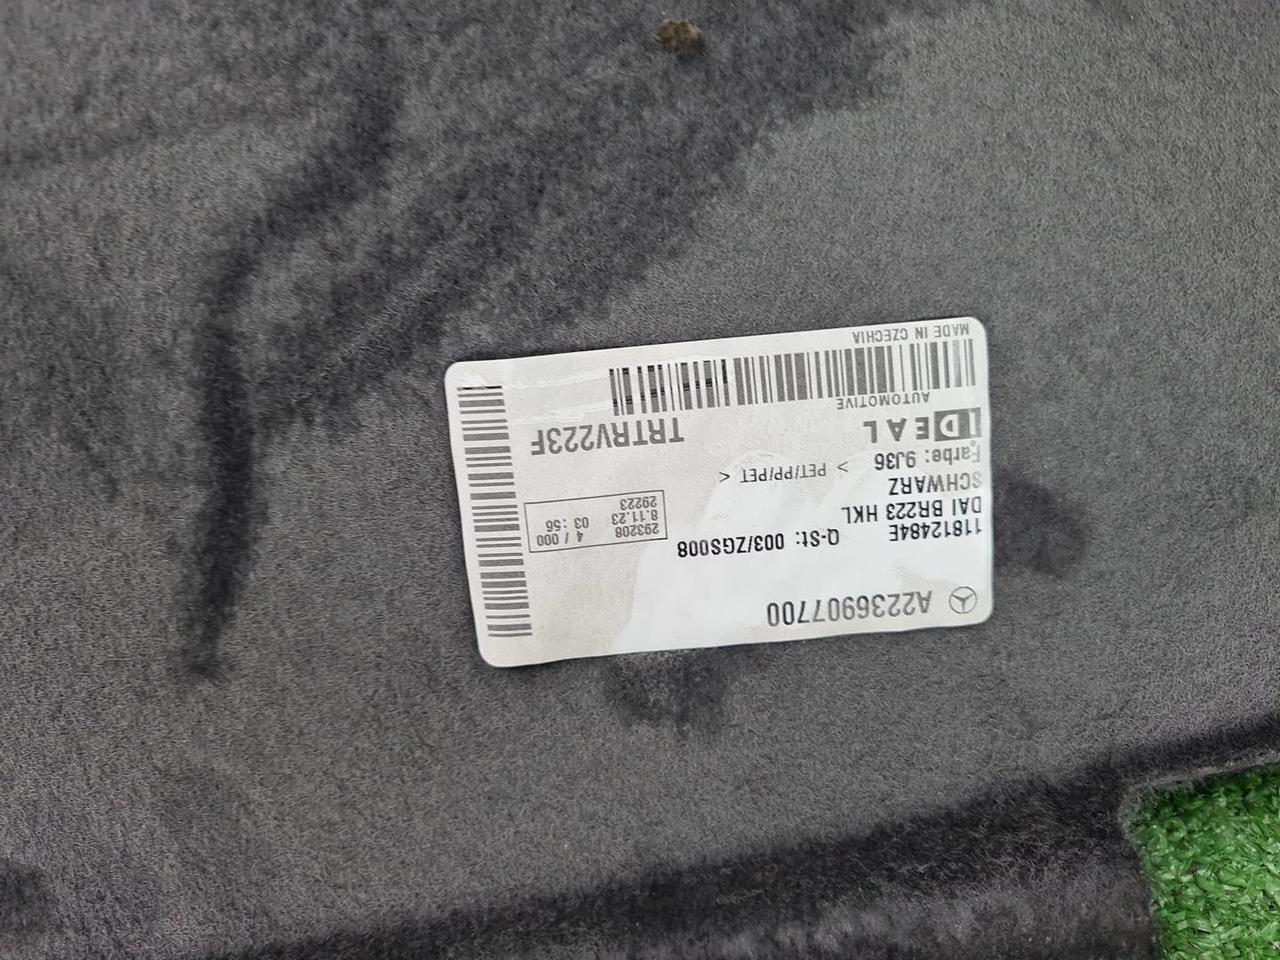 A2236907700
11812484E Q-St: 003/ZGS008
DAI BR223 HKL
SCHWARZ
Farbe: 9J36 > PET/PP/PET <
293208 4 / 000
8.11.23 03:56
29223
IDEAL
AUTOMOTIVE
TRTRV223F
MADE IN CZECHIA